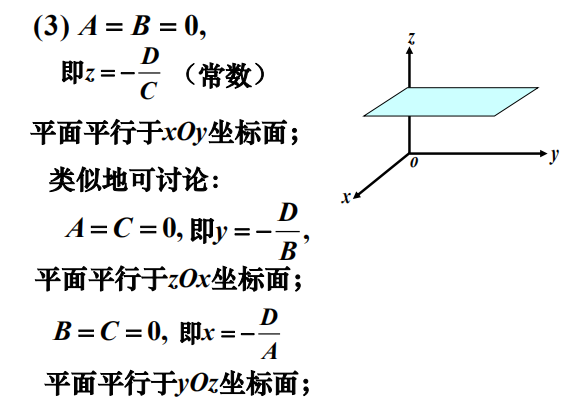 (3) A = B = 0,
即z = -D/C （常数）
平面平行于xOy坐标面；
类似地可讨论：
A = C = 0, 即y = -D/B,
平面平行于zOx坐标面；
B = C = 0, 即x = -D/A
平面平行于yOz坐标面；
z
0
y
x